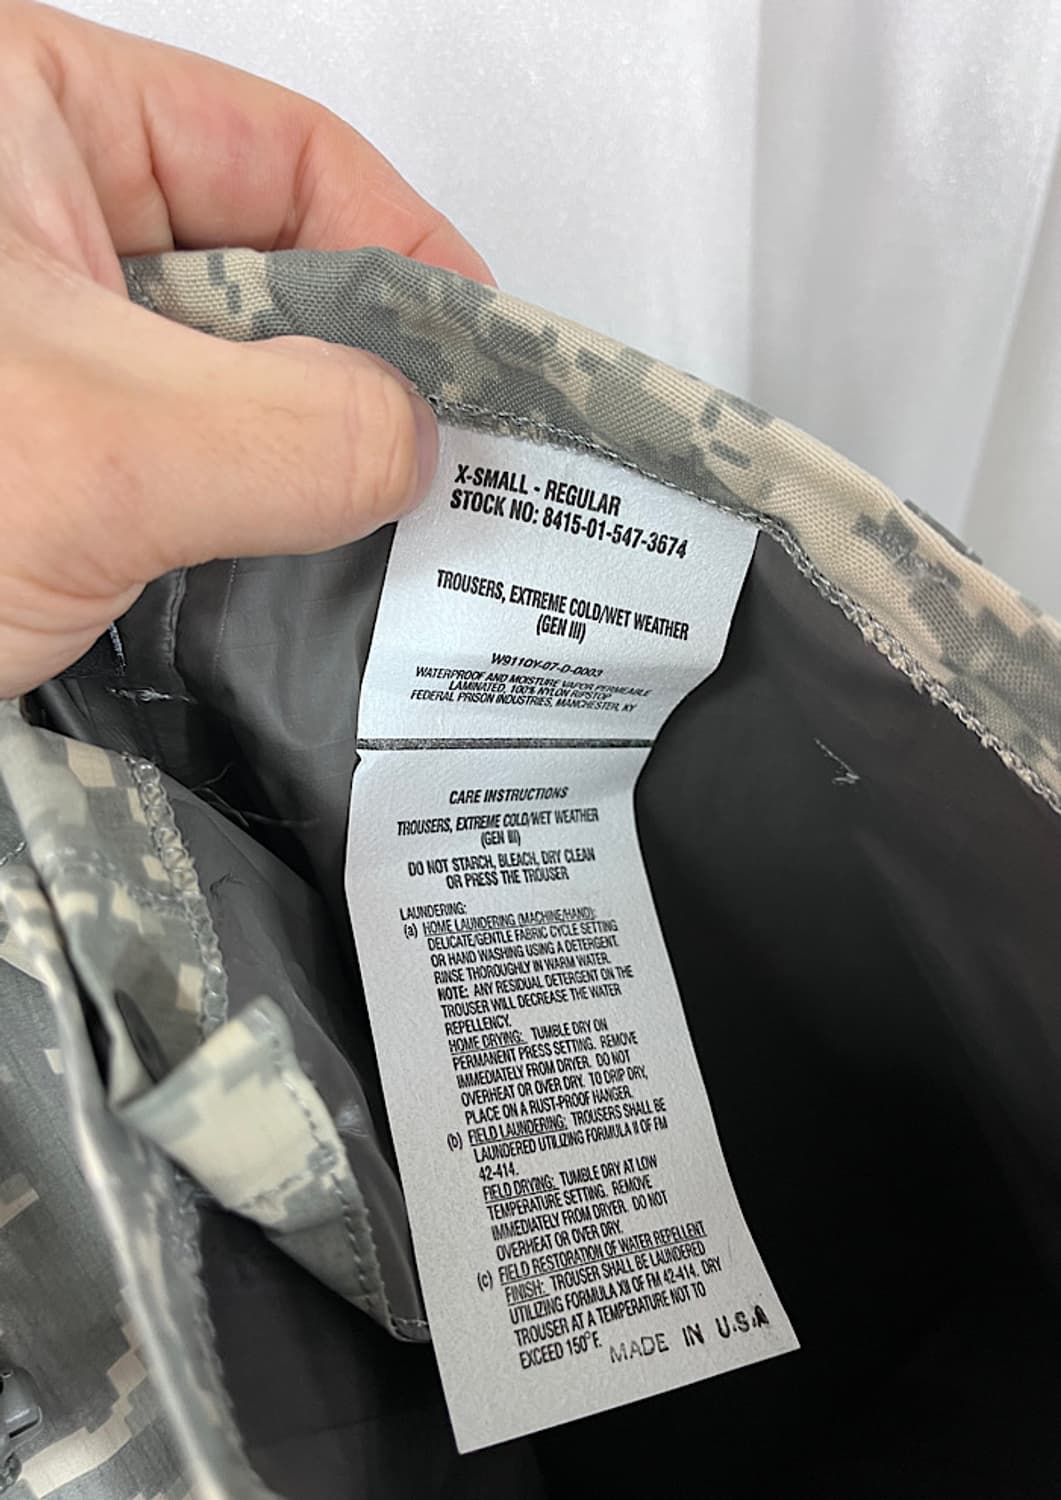 X-SMALL - REGULAR
STOCK NO: 8415-01-547-3674
TROUSERS, EXTREME COLD/WET WEATHER
(GEN III)
W911QY-07-D-0003
WATERPROOF AND MOISTURE VAPOR PERMEABLE
LAMINATED, 100% NYLON RIPSTOP
FEDERAL PRISON INDUSTRIES, MANCHESTER, KY
CARE INSTRUCTIONS
TROUSERS, EXTREME COLD/WET WEATHER
(GEN III)
DO NOT STARCH, BLEACH, DRY CLEAN
OR PRESS THE TROUSER
LAUNDERING:
(a) HOME LAUNDERING (MACHINE/HAND):
DELICATE/GENTLE FABRIC CYCLE SETTING
OR HAND WASHING USING A DETERGENT.
RINSE THOROUGHLY IN WARM WATER.
NOTE: ANY RESIDUAL DETERGENT ON THE
TROUSER WILL DECREASE THE WATER
REPELLENCY.
HOME DRYING: TUMBLE DRY ON
PERMANENT PRESS SETTING. REMOVE
IMMEDIATELY FROM DRYER. DO NOT
OVERHEAT OR OVER DRY. TO DRIP DRY,
PLACE ON A RUST-PROOF HANGER.
(b) FIELD LAUNDERING: TROUSERS SHALL BE
LAUNDERED UTILIZING FORMULA II OF FM
42-414.
FIELD DRYING: TUMBLE DRY AT LOW
TEMPERATURE SETTING. REMOVE
IMMEDIATELY FROM DRYER. DO NOT
OVERHEAT OR OVER DRY.
(c) FIELD RESTORATION OF WATER REPELLENT
FINISH: TROUSER SHALL BE LAUNDERED
UTILIZING FORMULA XII OF FM 42-414. DRY
TROUSER AT A TEMPERATURE NOT TO
EXCEED 150°F.
MADE IN U.S.A